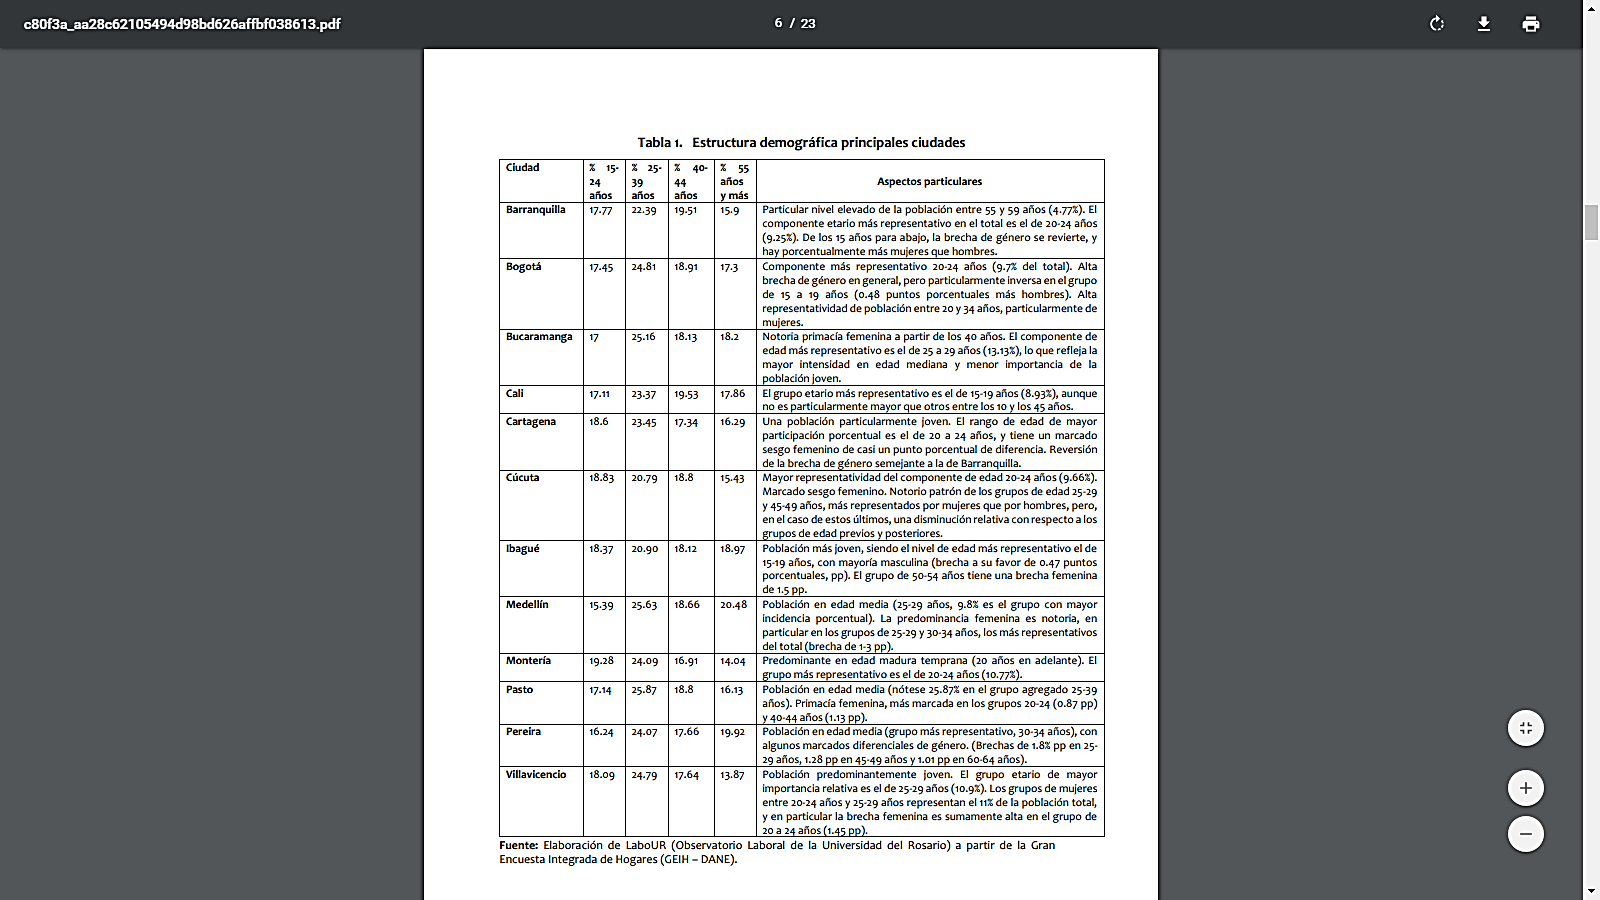 c80f3a_aa28c62105494d98bd626affbf038613.pdf
6 / 23
Tabla 1. Estructura demográfica principales ciudades
Ciudad
% 15-
24
años
% 25-
39
años
% 40-
44
años
% 55
años
y más
Aspectos particulares
Barranquilla 17.77 22.39 19.51 15.9
Particular nivel elevado de la población entre 55 y 59 años (4.77%). El
componente etario más representativo en el total es el de 20-24 años
(9.25%). De los 15 años para abajo, la brecha de género se revierte, y
hay porcentualmente más mujeres que hombres.
Bogotá 17.45 24.81 18.91 17.3
Componente más representativo 20-24 años (9.7% del total). Alta
brecha de género en general, pero particularmente inversa en el grupo
de 15 a 19 años (0.48 puntos porcentuales más hombres). Alta
representatividad de población entre 20 y 34 años, particularmente de
mujeres.
Bucaramanga 17 25.16 18.13 18.2
Notoria primacía femenina a partir de los 40 años. El componente de
edad más representativo es el de 25 a 29 años (13.13%), lo que refleja la
mayor intensidad en edad mediana y menor importancia de la
población joven.
Cali 17.11 23.37 19.53 17.86
El grupo etario más representativo es el de 15-19 años (8.93%), aunque
no es particularmente mayor que otros entre los 10 y los 45 años.
Cartagena 18.6 23.45 17.34 16.29
Una población particularmente joven. El rango de edad de mayor
participación porcentual es el de 20 a 24 años, y tiene un marcado
sesgo femenino de casi un punto porcentual de diferencia. Reversión
de la brecha de género semejante a la de Barranquilla.
Cúcuta 18.83 20.79 18.8 15.43
Mayor representatividad del componente de edad 20-24 años (9.66%).
Marcado sesgo femenino. Notorio patrón de los grupos de edad 25-29
y 45-49 años, más representados por mujeres que por hombres, pero,
en el caso de estos últimos, una disminución relativa con respecto a los
grupos de edad previos y posteriores.
Ibagué 18.37 20.90 18.12 18.97
Población más joven, siendo el nivel de edad más representativo el de
15-19 años, con mayoría masculina (brecha a su favor de 0.47 puntos
porcentuales, pp). El grupo de 50-54 años tiene una brecha femenina
de 1.5 pp.
Medellín 15.39 25.63 18.66 20.48
Población en edad media (25-29 años, 9.8% es el grupo con mayor
incidencia porcentual). La predominancia femenina es notoria, en
particular en los grupos de 25-29 y 30-34 años, los más representativos
del total (brecha de 1-3 pp).
Montería 19.28 24.09 16.91 14.04
Predominante en edad madura temprana (20 años en adelante). El
grupo más representativo es el de 20-24 años (10.77%).
Pasto 17.14 25.87 18.8 16.13
Población en edad media (nótese 25.87% en el grupo agregado 25-39
años). Primacía femenina, más marcada en los grupos 20-24 (0.87 pp)
y 40-44 años (1.13 pp).
Pereira 16.24 24.07 17.66 19.92
Población en edad media (grupo más representativo, 30-34 años), con
algunos marcados diferenciales de género. (Brechas de 1.8% pp en 25-
29 años, 1.28 pp en 45-49 años y 1.01 pp en 60-64 años).
Villavicencio 18.09 24.79 17.64 13.87
Población predominantemente joven. El grupo etario de mayor
importancia relativa es el de 25-29 años (10.9%). Los grupos de mujeres
entre 20-24 años y 25-29 años representan el 11% de la población total,
y en particular la brecha femenina es sumamente alta en el grupo de
20 a 24 años (1.45 pp).
Fuente: Elaboración de LaboUR (Observatorio Laboral de la Universidad del Rosario) a partir de la Gran
Encuesta Integrada de Hogares (GEIH – DANE).